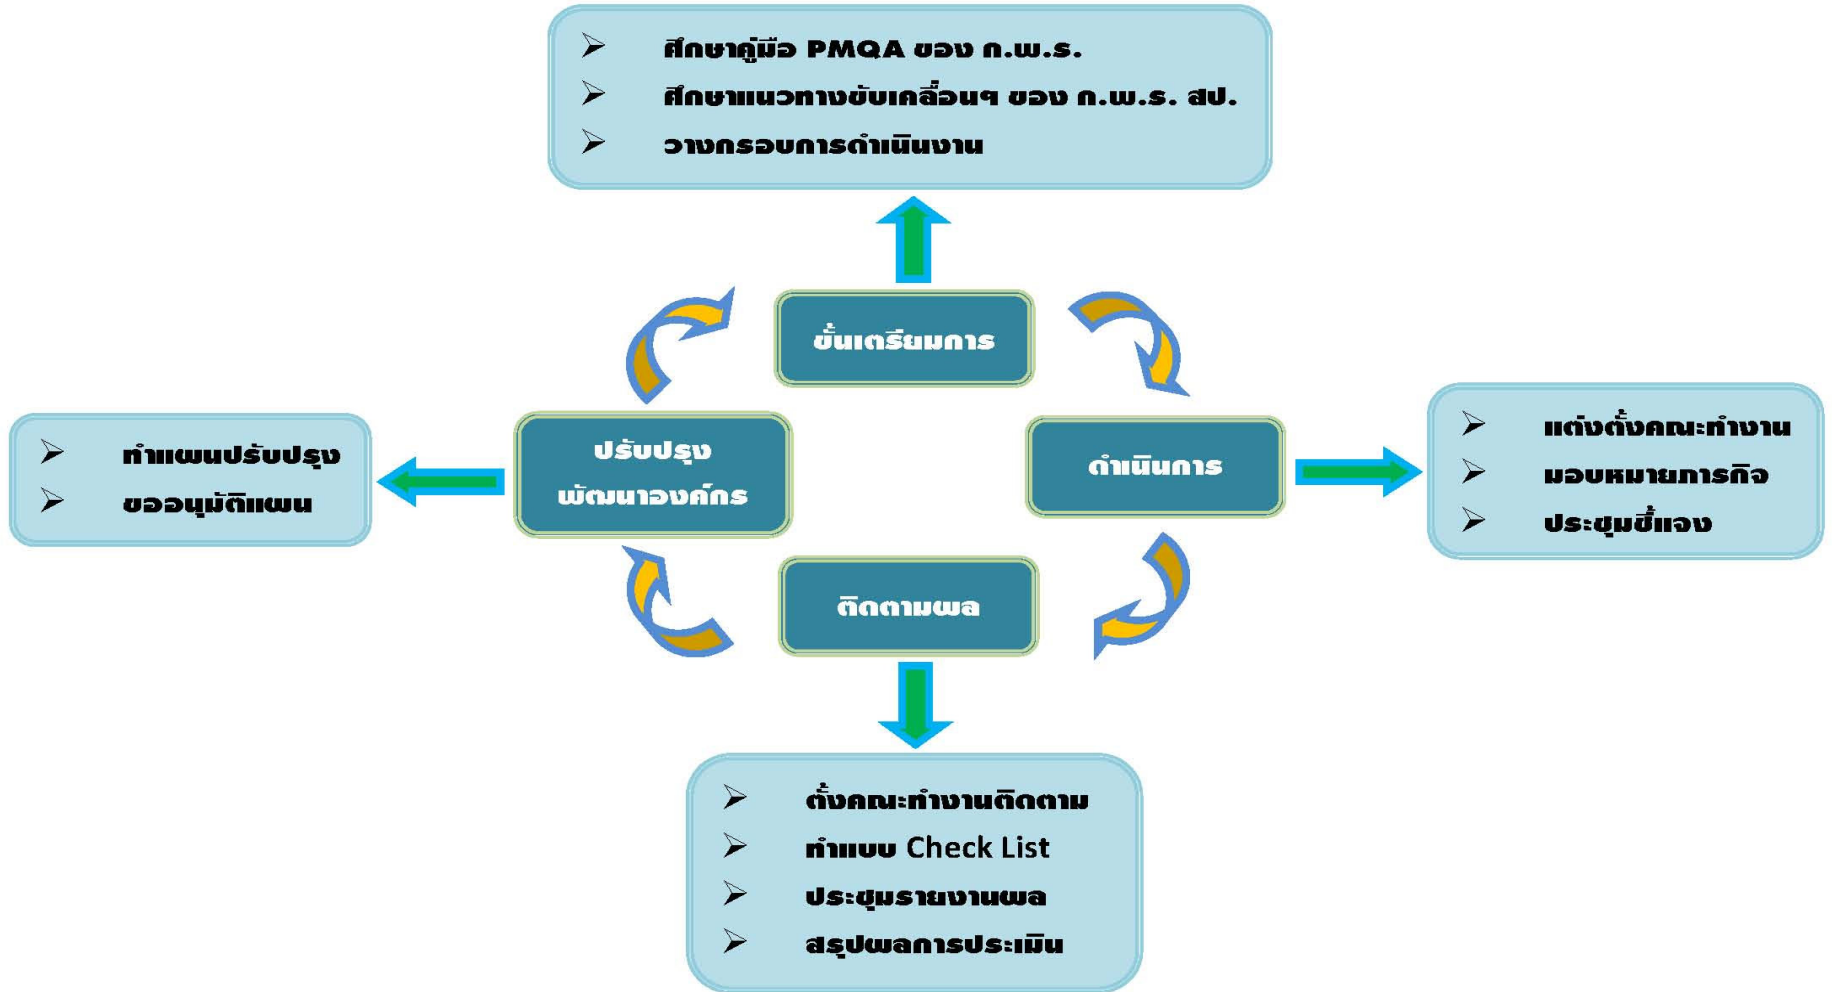 ศึกษาคู่มือ PMQA ของ ก.พ.ร.
ศึกษาแนวทางขับเคลื่อนฯ ของ ก.พ.ร. สป.
วางกรอบการดำเนินงาน
ขั้นเตรียมการ
ทำแผนปรับปรุง
ขออนุมัติแผน
ปรับปรุง
พัฒนาองค์กร
ดำเนินการ
แต่งตั้งคณะทำงาน
มอบหมายภารกิจ
ประชุมชี้แจง
ติดตามผล
ตั้งคณะทำงานติดตาม
ทำแบบ Check List
ประชุมรายงานผล
สรุปผลการประเมิน